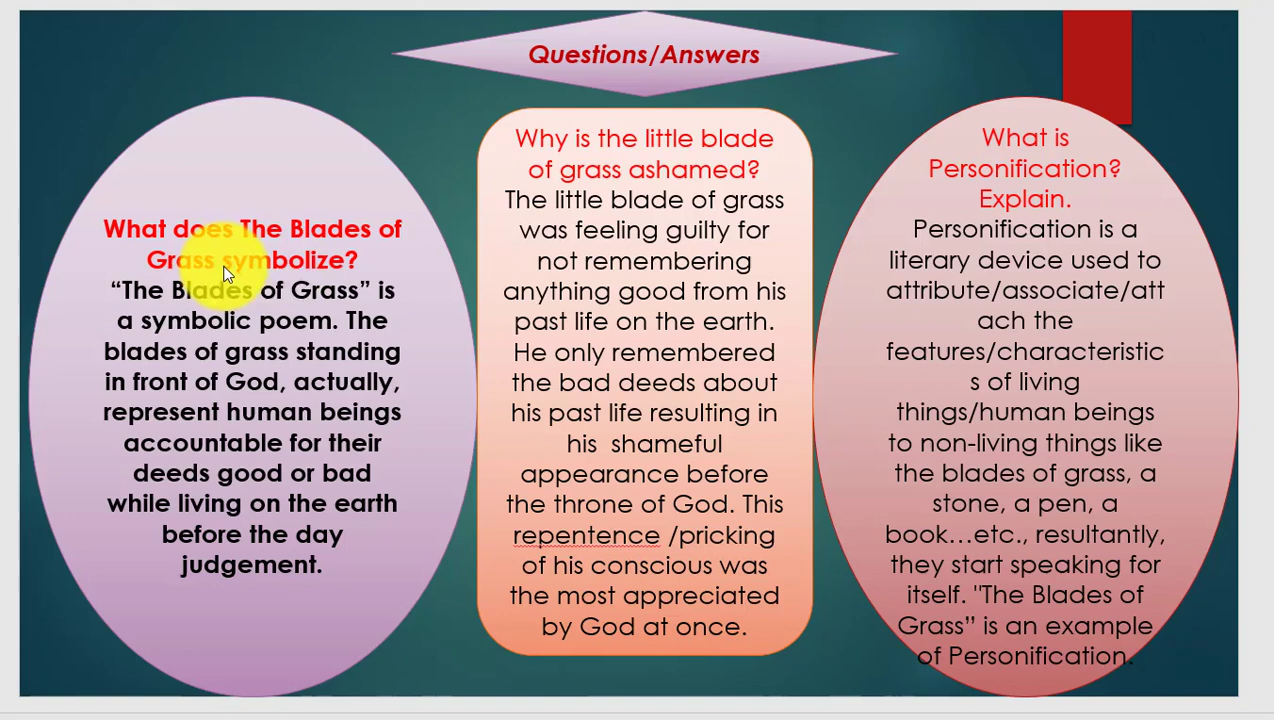 Questions/Answers
What does The Blades of
Grass symbolize?
“The Blades of Grass” is
a symbolic poem. The
blades of grass standing
in front of God, actually,
represent human beings
accountable for their
deeds good or bad
while living on the earth
before the day
judgement.
Why is the little blade
of grass ashamed?
The little blade of grass
was feeling guilty for
not remembering
anything good from his
past life on the earth.
He only remembered
the bad deeds about
his past life resulting in
his shameful
appearance before
the throne of God. This
repentence /pricking
of his conscious was
the most appreciated
by God at once.
What is
Personification?
Explain.
Personification is a
literary device used to
attribute/associate/att
ach the
features/characteristic
s of living
things/human beings
to non-living things like
the blades of grass, a
stone, a pen, a
book…etc., resultantly,
they start speaking for
itself. "The Blades of
Grass” is an example
of Personification.